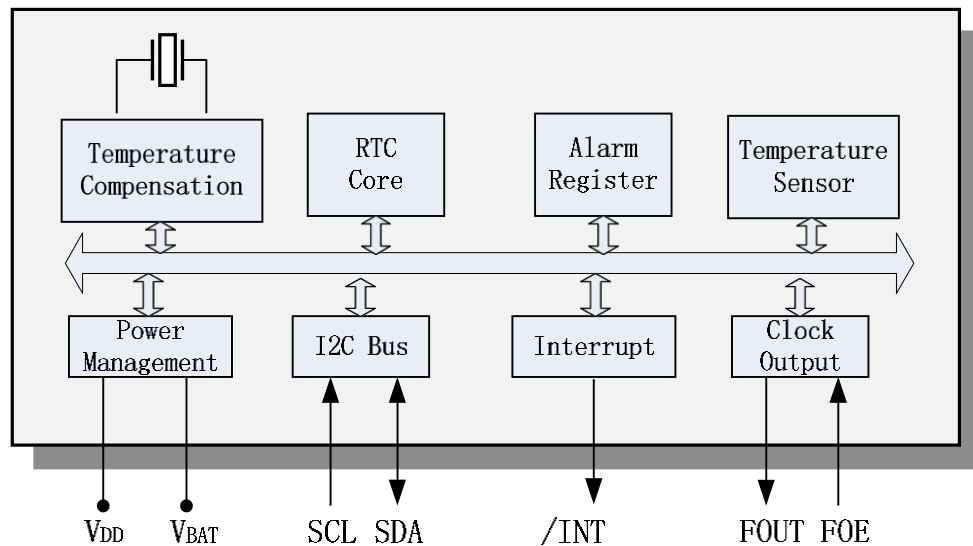 Temperature
Compensation
RTC
Core
Alarm
Register
Temperature
Sensor
Power
Management
I2C Bus
Interrupt
Clock
Output
VDD
VBAT
SCL
SDA
/INT
FOUT
FOE